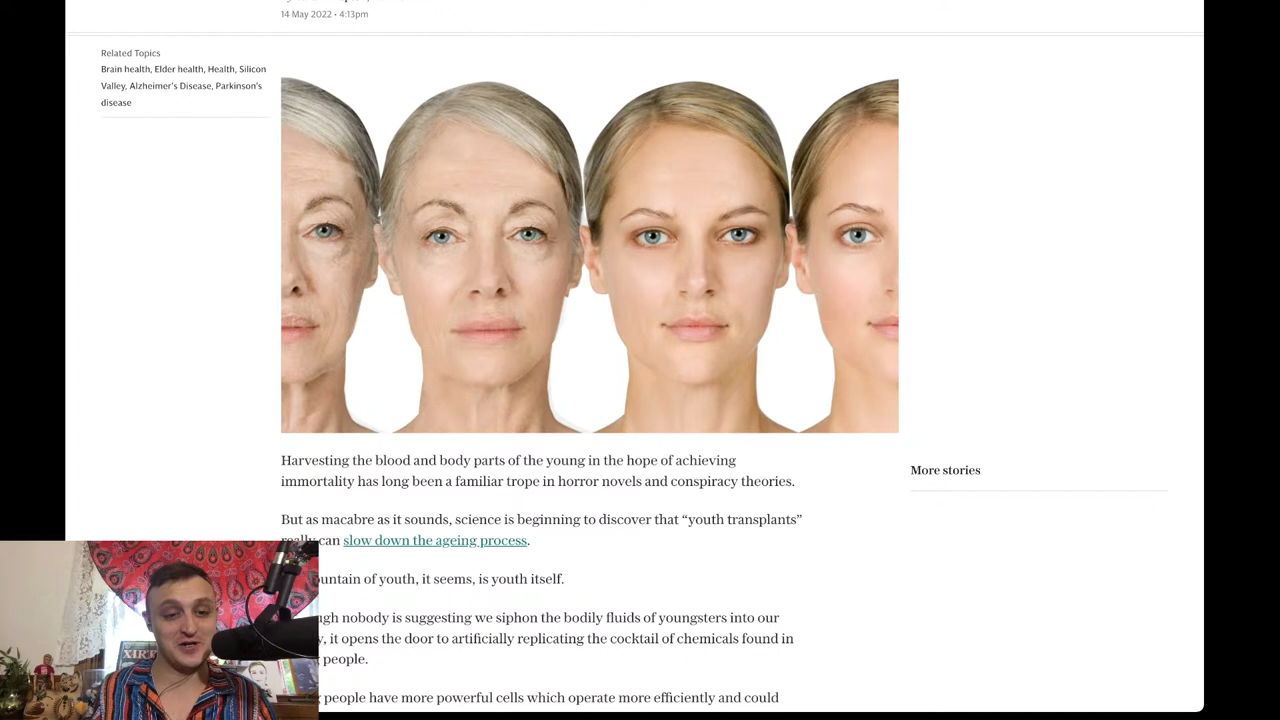 14 May 2022 • 4:13pm
Related Topics
Brain health, Elder health, Health, Silicon
Valley, Alzheimer's Disease, Parkinson's
disease
Harvesting the blood and body parts of the young in the hope of achieving
immortality has long been a familiar trope in horror novels and conspiracy theories.
But as macabre as it sounds, science is beginning to discover that “youth transplants”
really can slow down the ageing process.
More stories
untain of youth, it seems, is youth itself.
ugh nobody is suggesting we siphon the bodily fluids of youngsters into our
it opens the door to artificially replicating the cocktail of chemicals found in
people.
people have more powerful cells which operate more efficiently and could